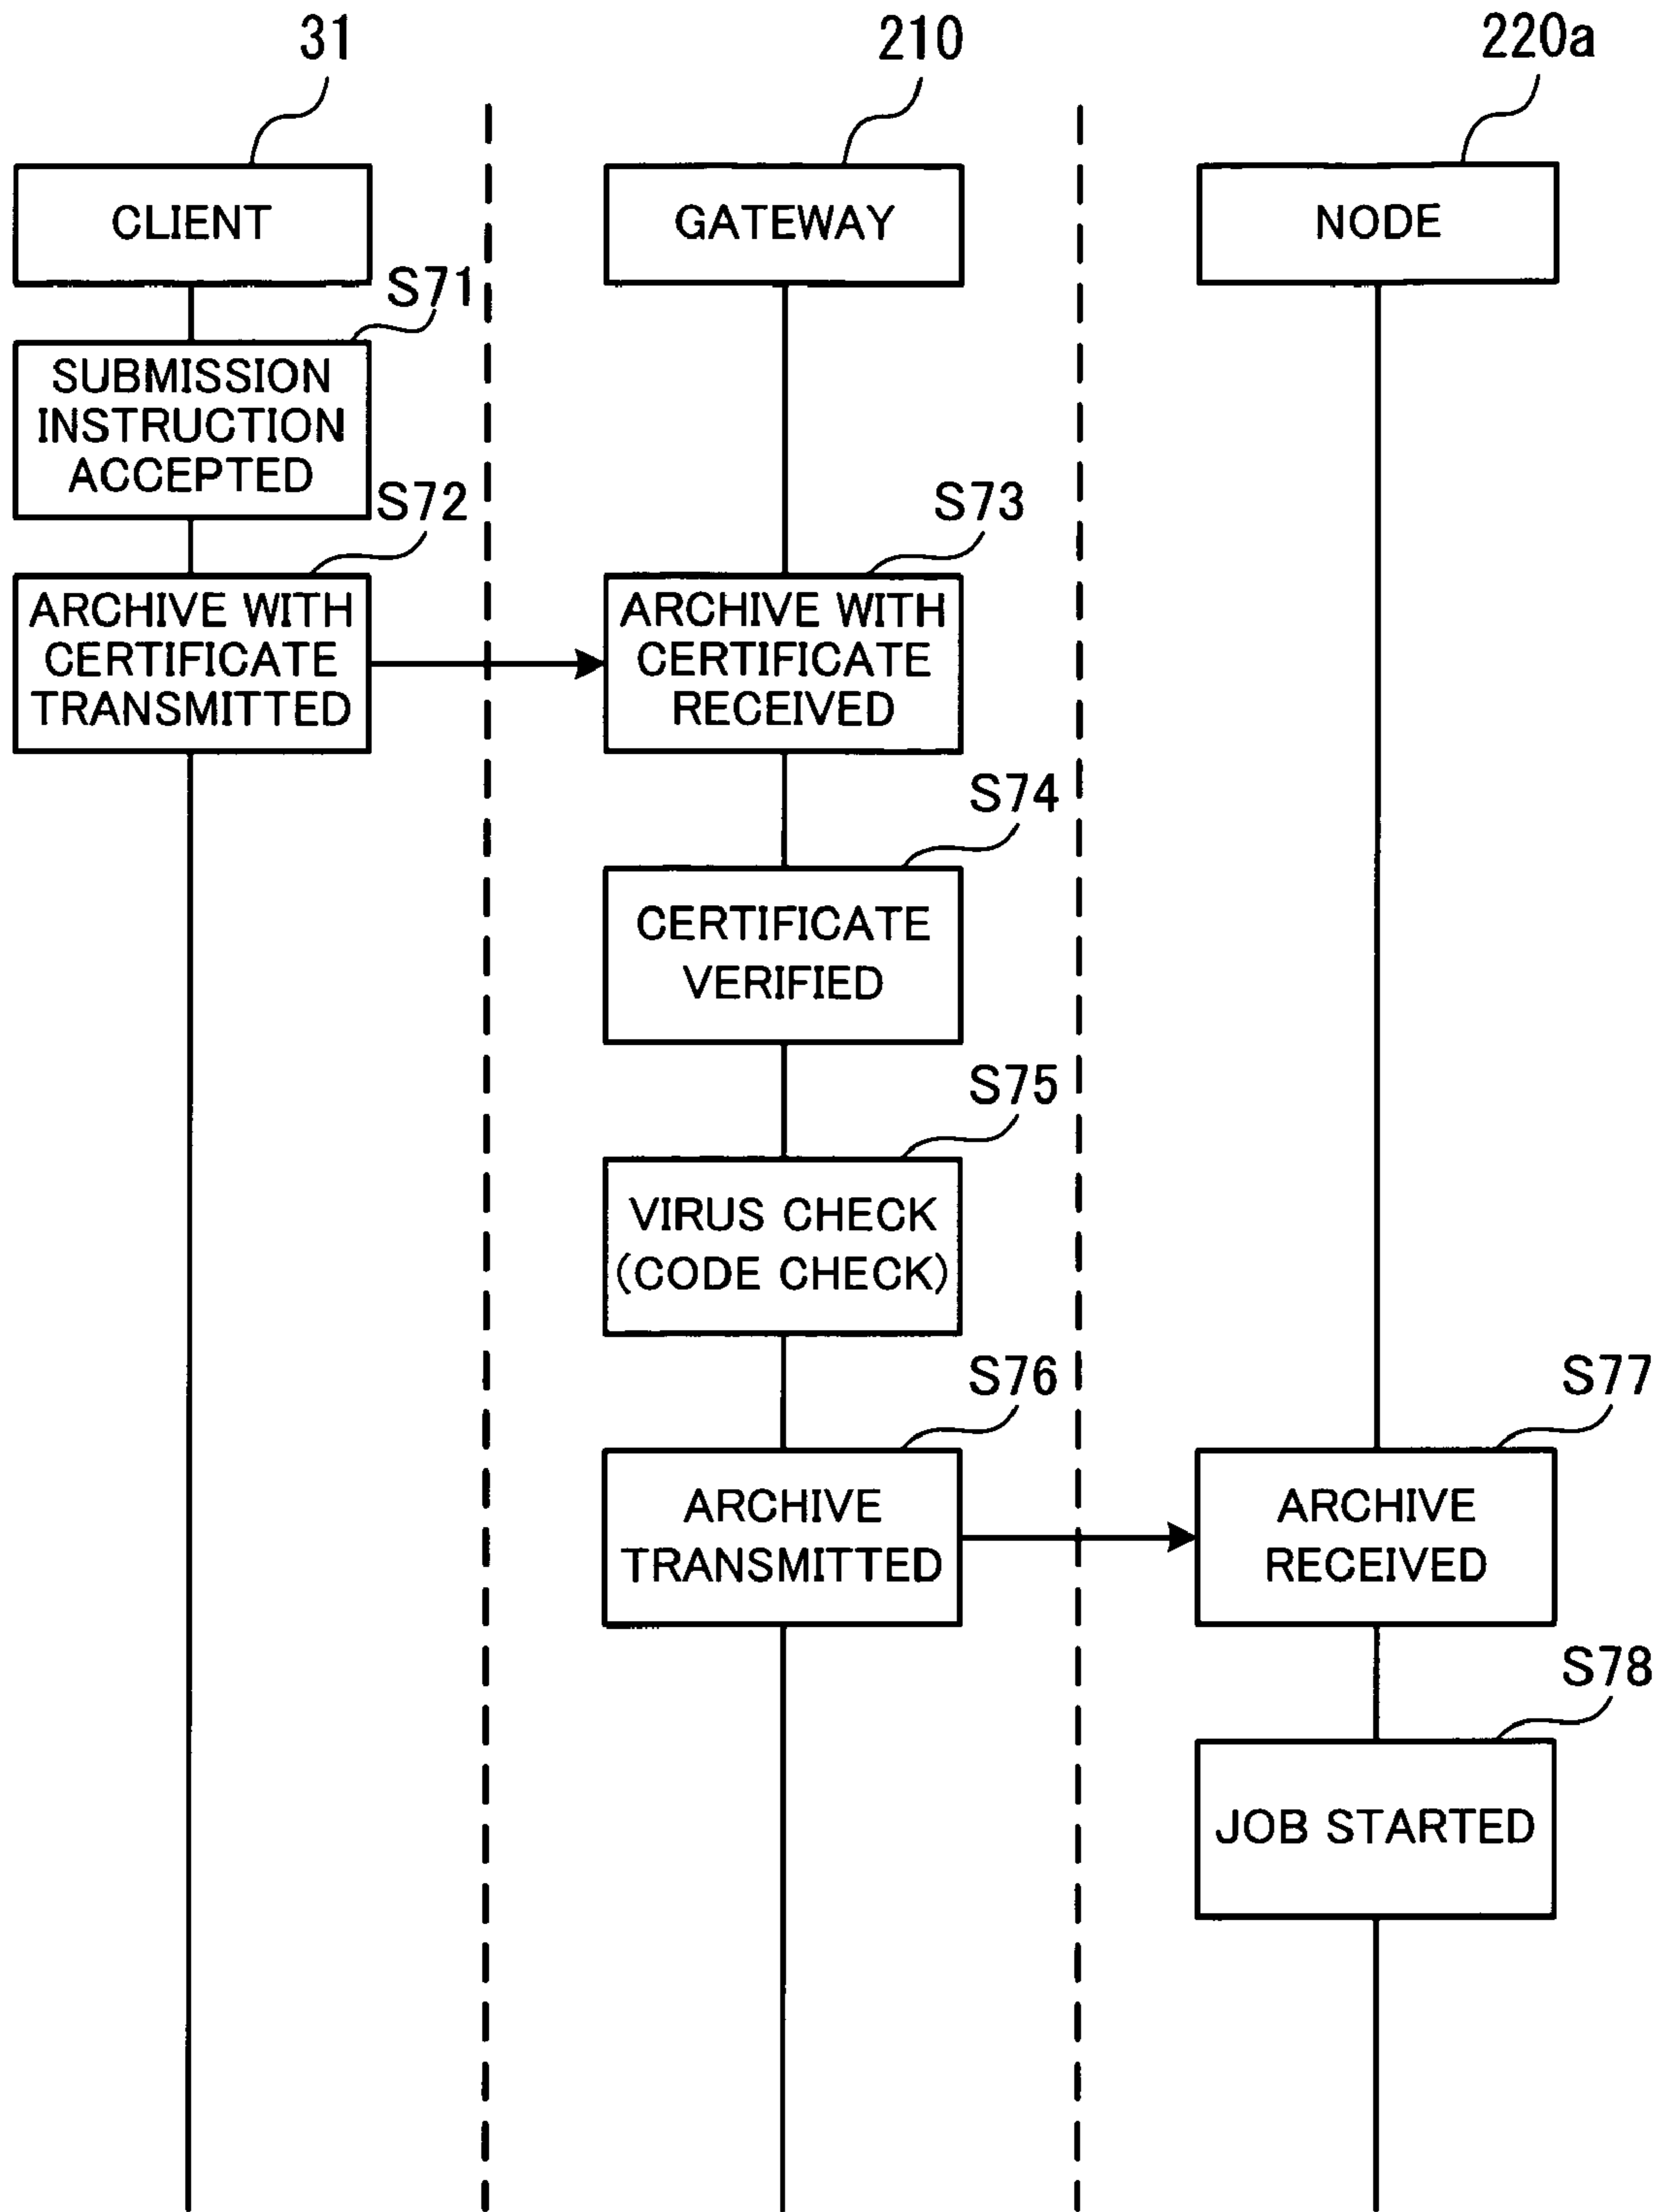 31
210
220a
CLIENT
GATEWAY
NODE
S71
SUBMISSION
INSTRUCTION
ACCEPTED
S72
S73
ARCHIVE WITH
CERTIFICATE
TRANSMITTED
ARCHIVE WITH
CERTIFICATE
RECEIVED
S74
CERTIFICATE
VERIFIED
S75
VIRUS CHECK
(CODE CHECK)
S76
S77
ARCHIVE
TRANSMITTED
ARCHIVE
RECEIVED
S78
JOB STARTED